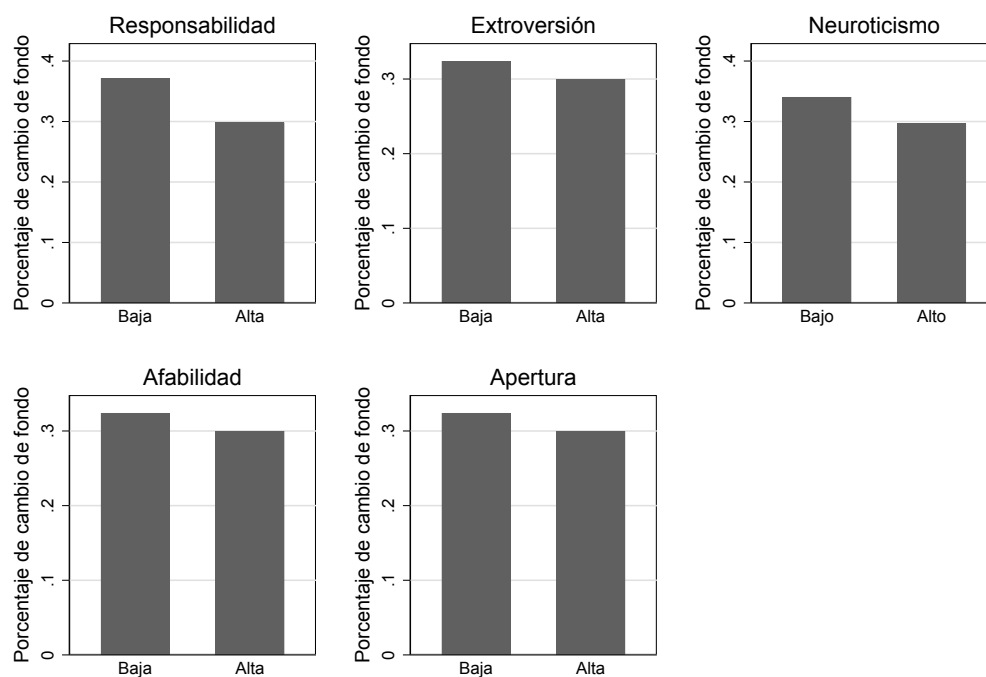 Responsabilidad
Porcentaje de cambio de fondo
.4
.3
.2
.1
0
Baja
Alta
Extroversión
Porcentaje de cambio de fondo
.3
.2
.1
0
Baja
Alta
Neuroticismo
Porcentaje de cambio de fondo
.4
.3
.2
.1
0
Bajo
Alto
Afabilidad
Porcentaje de cambio de fondo
.3
.2
.1
0
Baja
Alta
Apertura
Porcentaje de cambio de fondo
.3
.2
.1
0
Baja
Alta